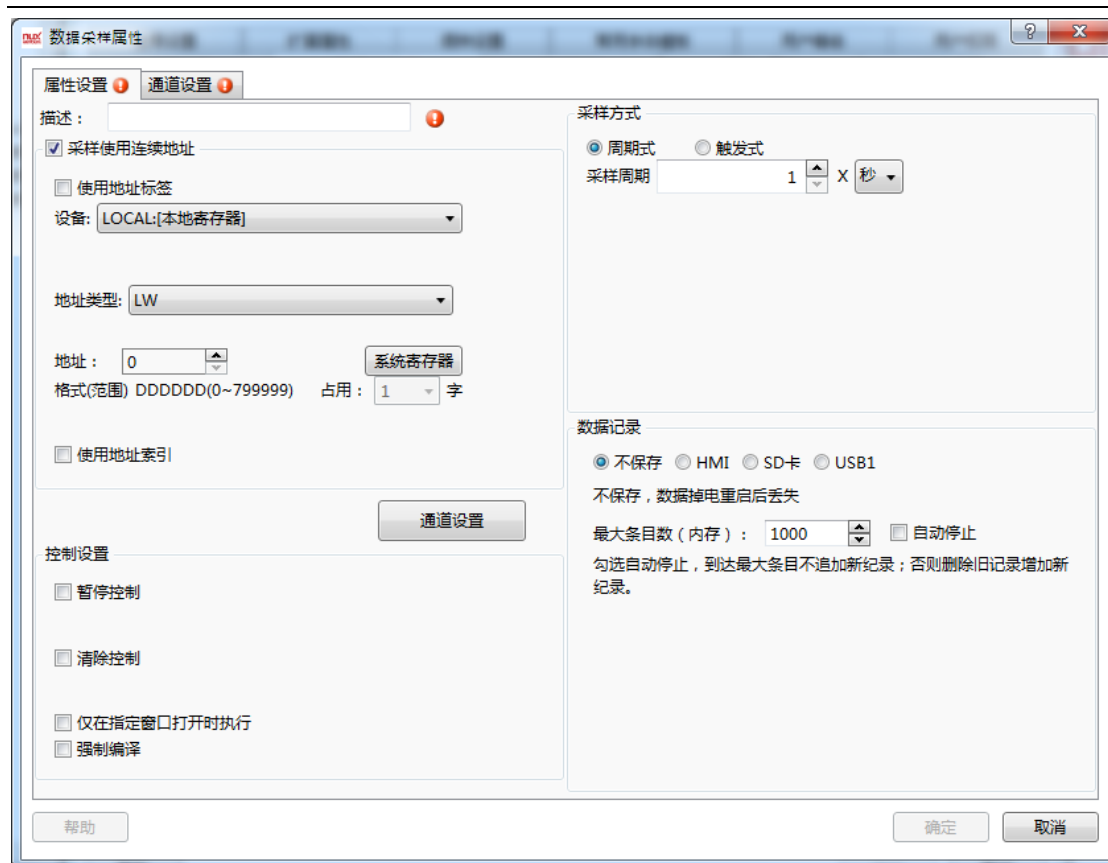 数据采样属性
属性设置 通道设置
描述：
采样使用连续地址
使用地址标签
设备: LOCAL:[本地寄存器]
地址类型: LW
地址： 0 系统寄存器
格式(范围) DDDDDD(0~799999) 占用： 1 字
使用地址索引
通道设置
控制设置
暂停控制
清除控制
仅在指定窗口打开时执行
强制编译
采样方式
周期式 触发式
采样周期 1 X 秒
数据记录
不保存 HMI SD卡 USB1
不保存，数据掉电重启后丢失
最大条目数（内存）： 1000 自动停止
勾选自动停止，到达最大条目不追加新纪录；否则删除旧记录增加新
纪录。
帮助 确定 取消